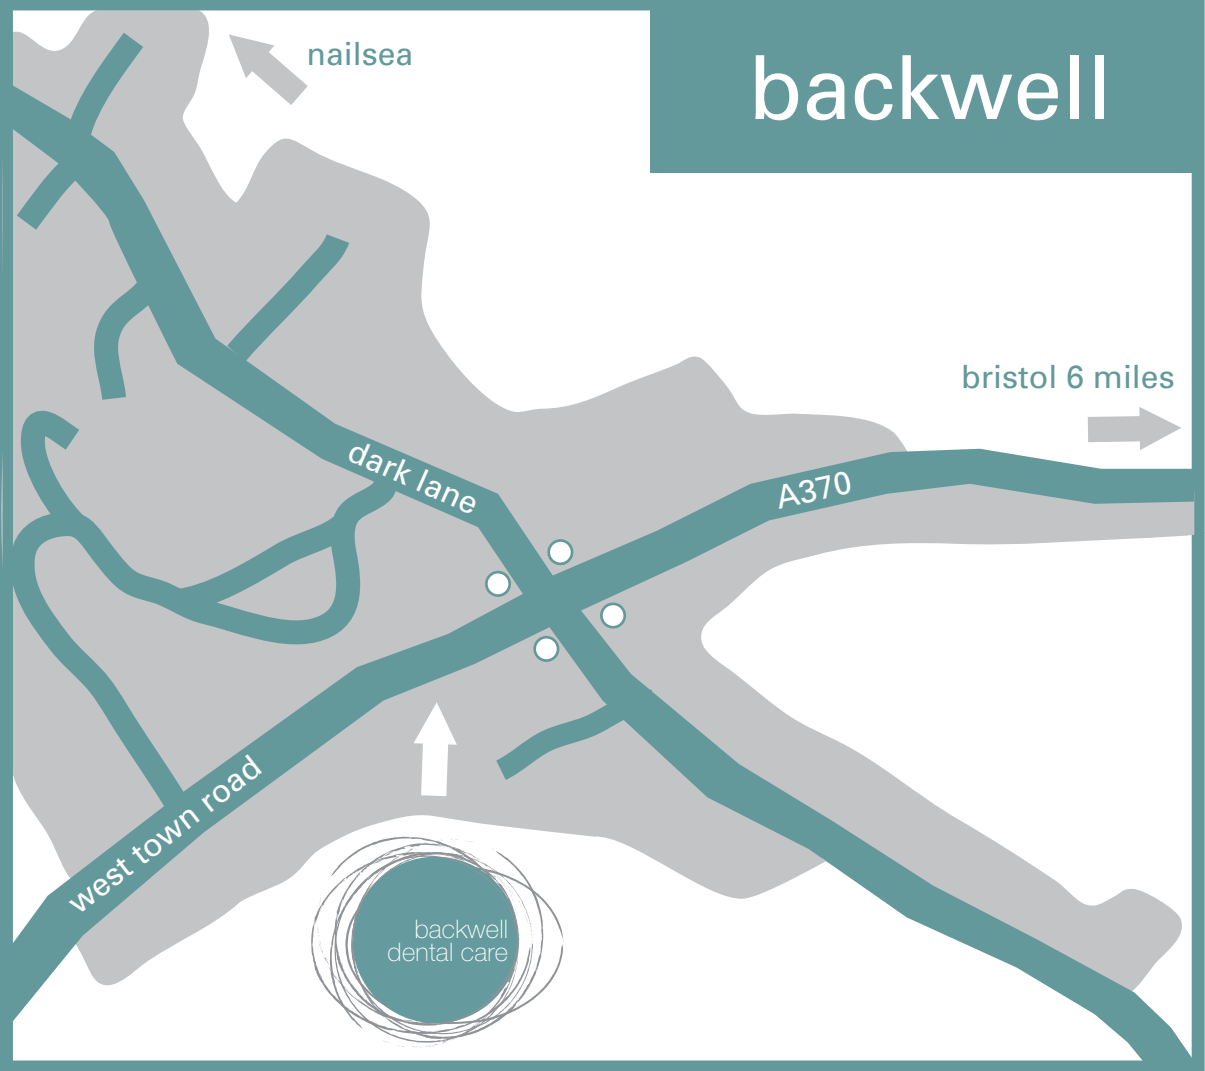 nailsea
backwell
bristol 6 miles
dark lane
A370
west town road
backwell
dental care